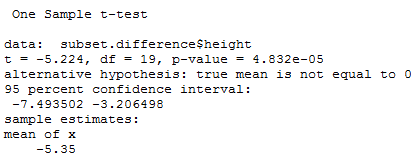 One Sample t-test
data: subset.difference$height
t = -5.224, df = 19, p-value = 4.832e-05
alternative hypothesis: true mean is not equal to 0
95 percent confidence interval:
-7.493502 -3.206498
sample estimates:
mean of x
-5.35